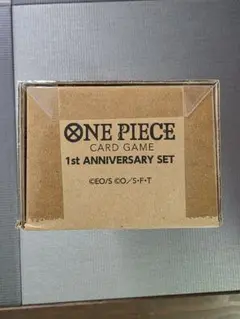 ONE PIECE
CARD GAME
1st ANNIVERSARY SET
©EO/S ©O／S・F・T